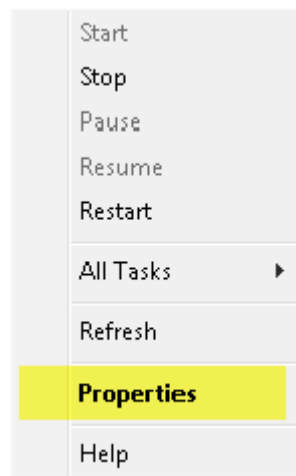 Start
Stop
Pause
Resume
Restart
All Tasks
Refresh
Properties
Help